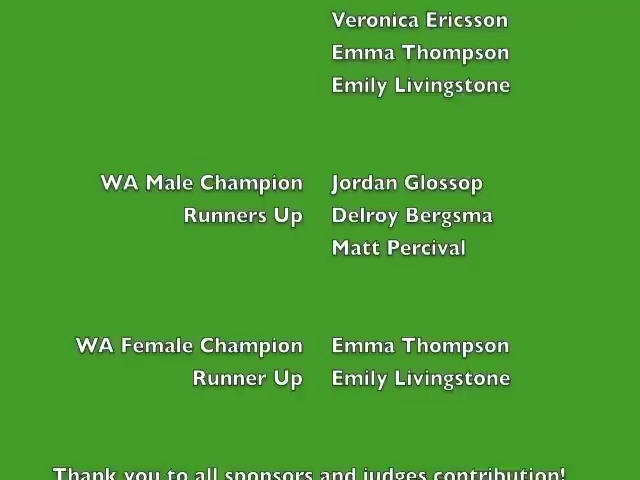 Veronica Ericsson
Emma Thompson
Emily Livingstone
WA Male Champion Jordan Glossop
Runners Up Delroy Bergsma
Matt Percival
WA Female Champion Emma Thompson
Runner Up Emily Livingstone
Thank you to all sponsors and judges contribution!